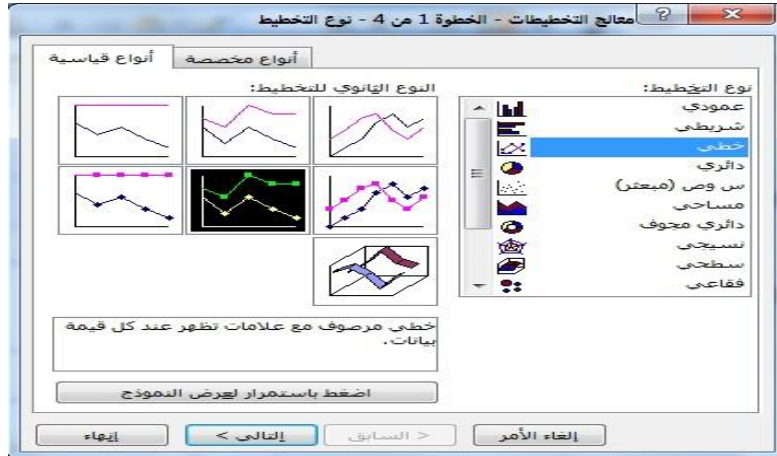 معالج التخطيطات - الخطوة 1 من 4 - نوع التخطيط
أنواع قياسية
أنواع مخصصة
نوع التخطيط:
عمودي
شريطي
خطي
دائري
س وص (مبعثر)
مساحي
دائري مجوف
نسيجي
سطحي
فقاعي
النوع الثانوي للتخطيط:
خطي مرصوف مع علامات تظهر عند كل قيمة
بيانات.
اضغط باستمرار لعرض النموذج
إلغاء الأمر
< السابق
التالي >
إنهاء